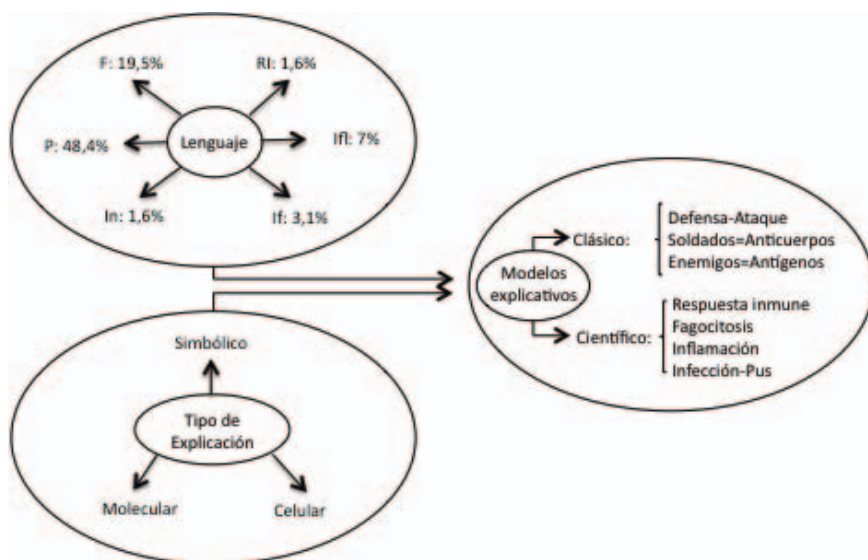 F: 19,5%
RI: 1,6%
P: 48,4%
Lenguaje
Ifl: 7%
In: 1,6%
If: 3,1%
Simbólico
Tipo de
Explicación
Molecular
Celular
Modelos
explicativos
Clásico:
Defensa-Ataque
Soldados=Anticuerpos
Enemigos=Antígenos
Científico:
Respuesta inmune
Fagocitosis
Inflamación
Infección-Pus